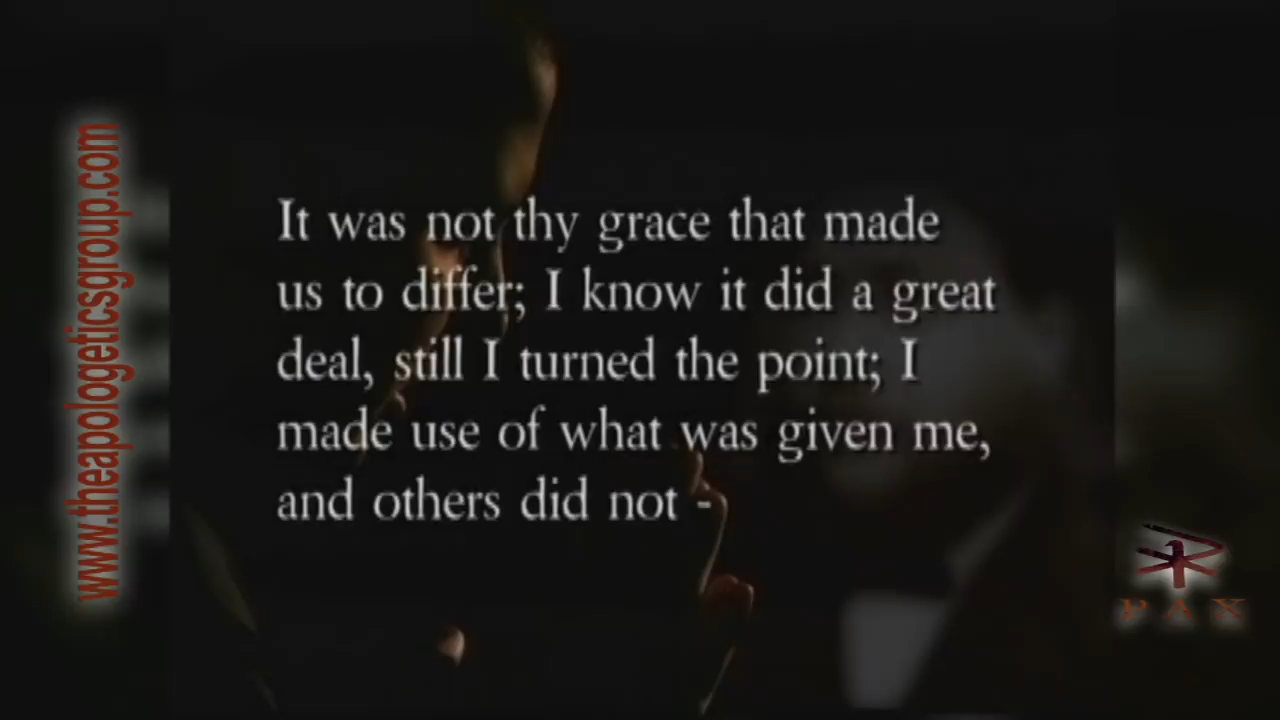 It was not thy grace that made
us to differ; I know it did a great
deal, still I turned the point; I
made use of what was given me,
and others did not -
www.theapologeticsgroup.com
PAX